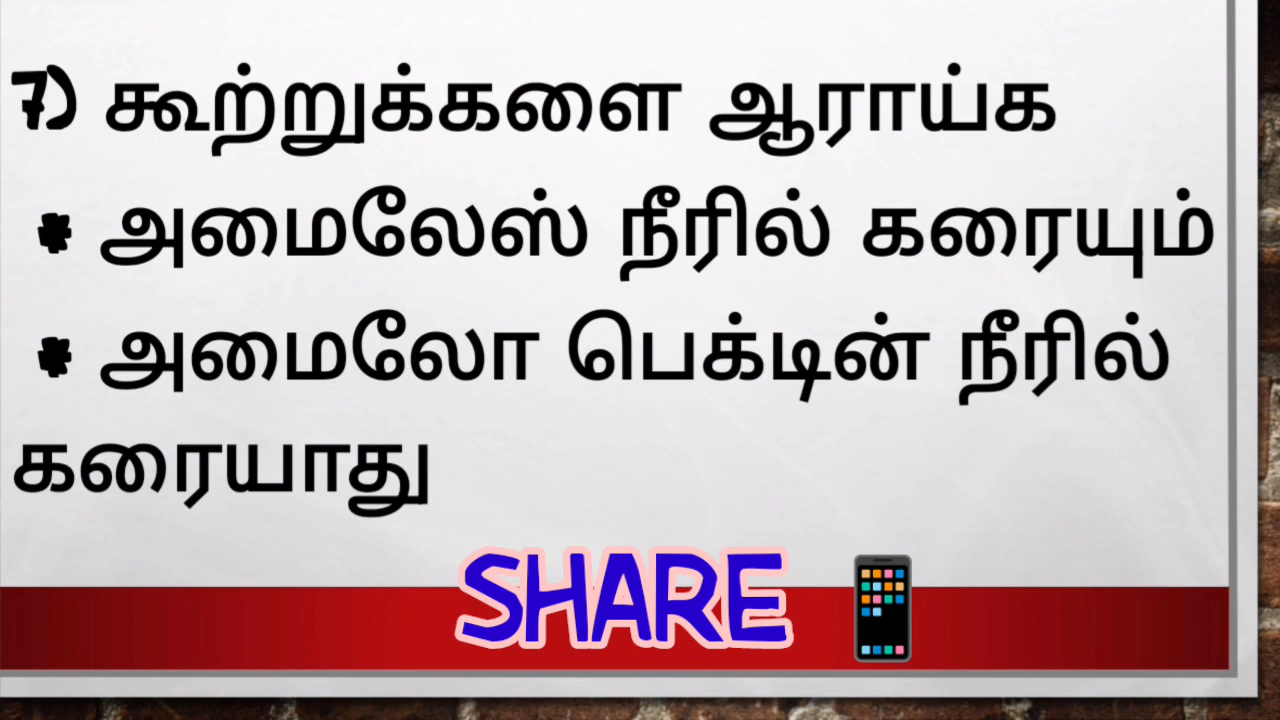 7) கூற்றுக்களை ஆராய்க
* அமைலேஸ் நீரில் கரையும்
* அமைலோ பெக்டின் நீரில்
கரையாது
SHARE